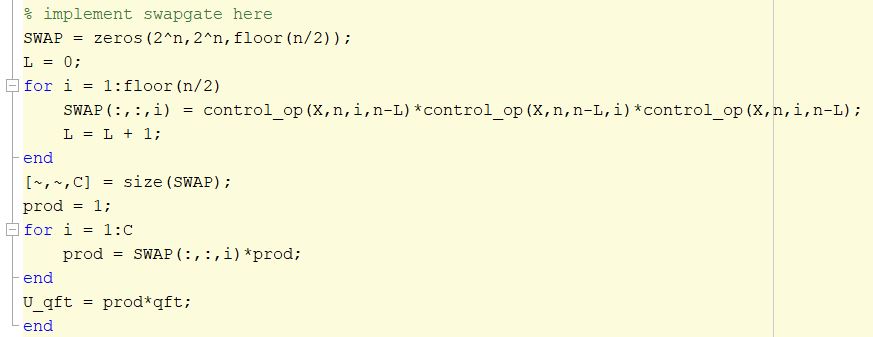 % implement swapgate here
SWAP = zeros(2^n,2^n,floor(n/2));
L = 0;
for i = 1:floor(n/2)
    SWAP(:,:,i) = control_op(X,n,i,n-L)*control_op(X,n,n-L,i)*control_op(X,n,i,n-L);
    L = L + 1;
end
[~,~,C] = size(SWAP);
prod = 1;
for i = 1:C
    prod = SWAP(:,:,i)*prod;
end
U_qft = prod*qft;
end